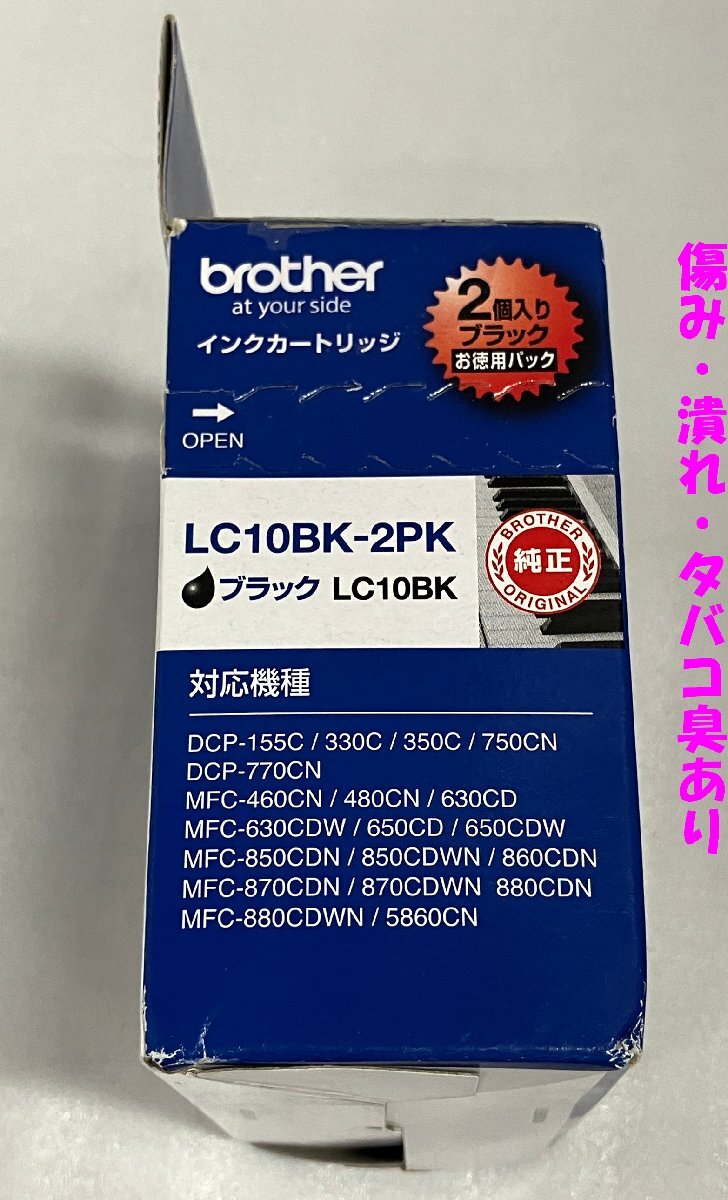 brother
at your side
インクカートリッジ
2個入り
ブラック
お徳用パック
OPEN
LC10BK-2PK
ブラック LC10BK
BROTHER
純正
ORIGINAL
対応機種
DCP-155C / 330C / 350C / 750CN
DCP-770CN
MFC-460CN / 480CN / 630CD
MFC-630CDW / 650CD / 650CDW
MFC-850CDN / 850CDWN / 860CDN
MFC-870CDN / 870CDWN 880CDN
MFC-880CDWN / 5860CN
傷み・潰れ・タバコ臭あり